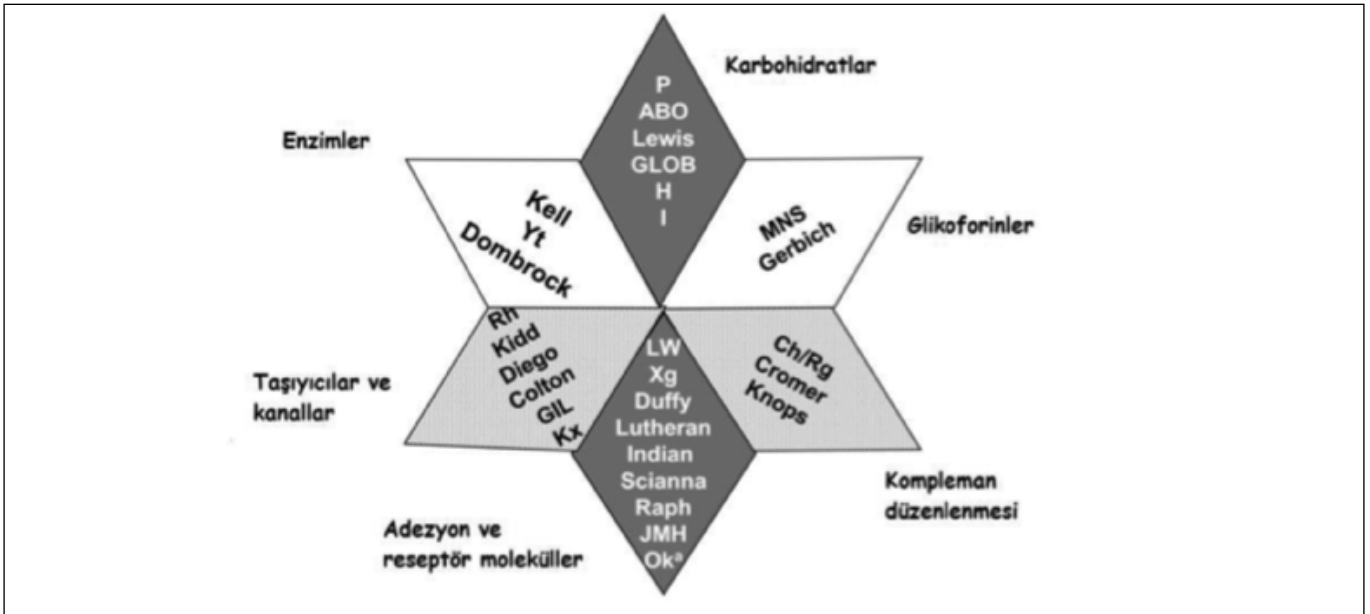 Karbohidratlar
P
ABO
Lewis
GLOB
H
I
Enzimler
Kell
Yt
Dombrock
MNS
Gerbich
Glikoforinler
Taşıyıcılar ve
kanallar
Rh
Kidd
Diego
Colton
GIL
Kx
LW
Xg
Duffy
Lutheran
Indian
Scianna
Raph
JMH
Okª
Ch/Rg
Cromer
Knops
Kompleman
düzenlenmesi
Adezyon ve
reseptör moleküller